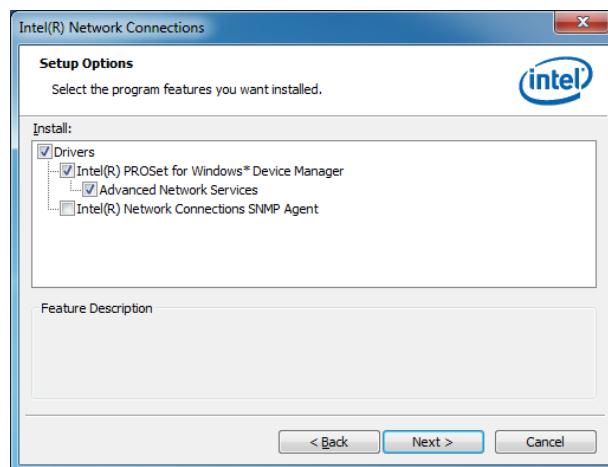 Intel(R) Network Connections
Setup Options
Select the program features you want installed.
intel
Install:
Drivers
Intel(R) PROSet for Windows* Device Manager
Advanced Network Services
Intel(R) Network Connections SNMP Agent
Feature Description
< Back
Next >
Cancel